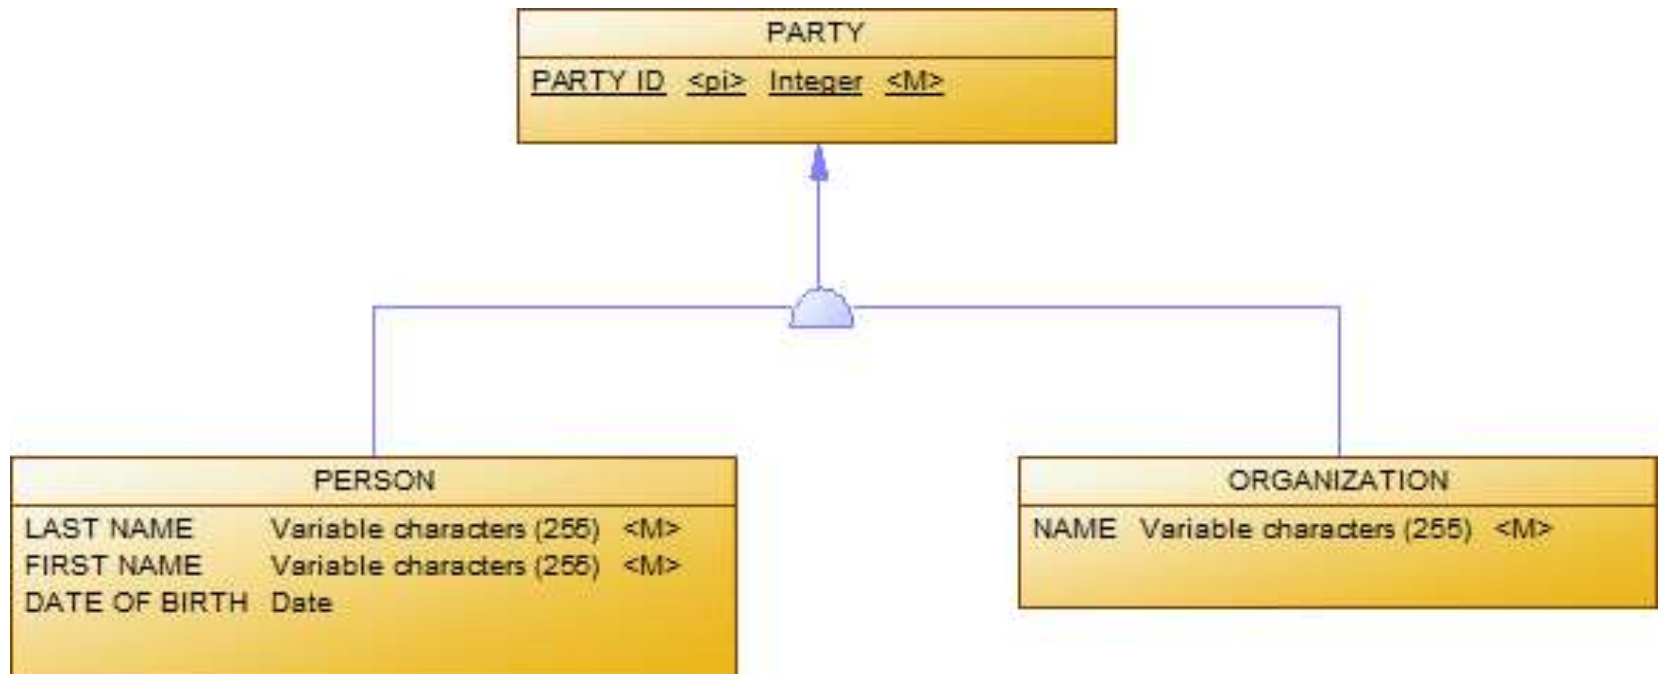 PARTY
PARTY ID <pi> Integer <M>
PERSON
LAST NAME Variable characters (255) <M>
FIRST NAME Variable characters (255) <M>
DATE OF BIRTH Date
ORGANIZATION
NAME Variable characters (255) <M>